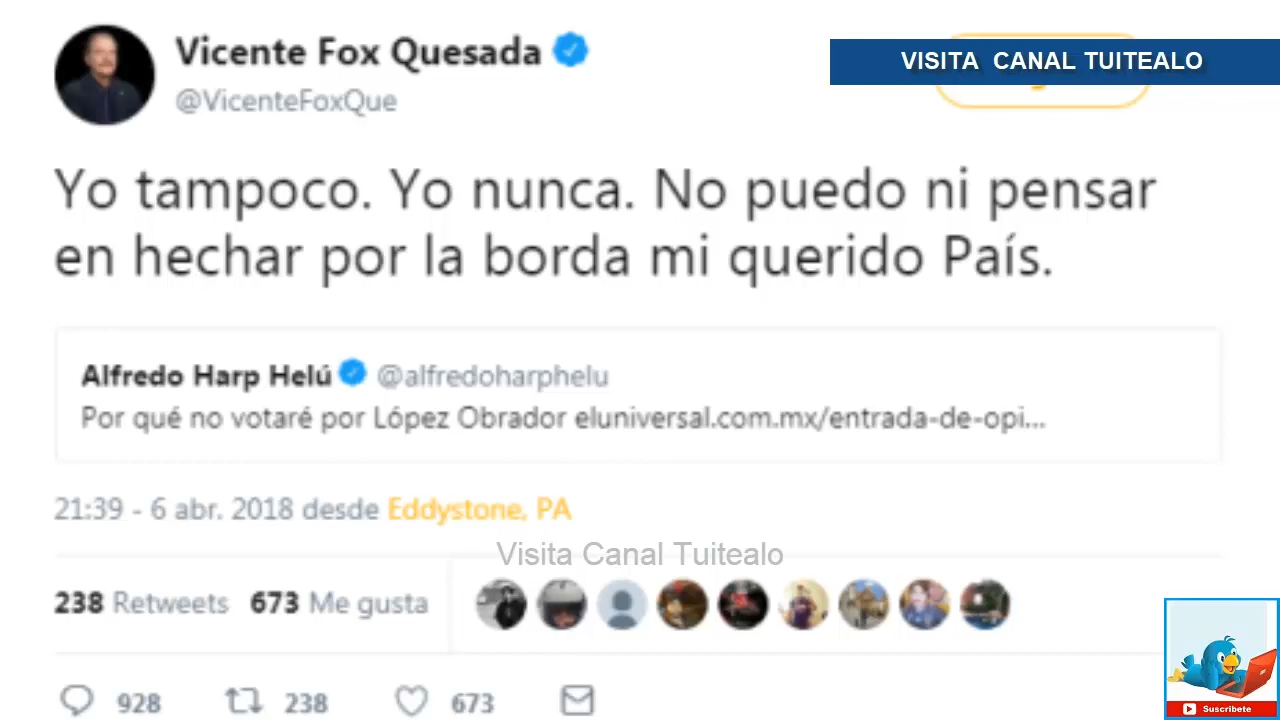 Vicente Fox Quesada
VISITA CANAL TUITEALO
@VicenteFoxQue
Yo tampoco. Yo nunca. No puedo ni pensar
en hechar por la borda mi querido País.
Alfredo Harp Helú @alfredoharphelu
Por qué no votaré por López Obrador eluniversal.com.mx/entrada-de-opi...
21:39 - 6 abr. 2018 desde Eddystone, PA
Visita Canal Tuitealo
238 Retweets 673 Me gusta
928 238 673
Suscribete